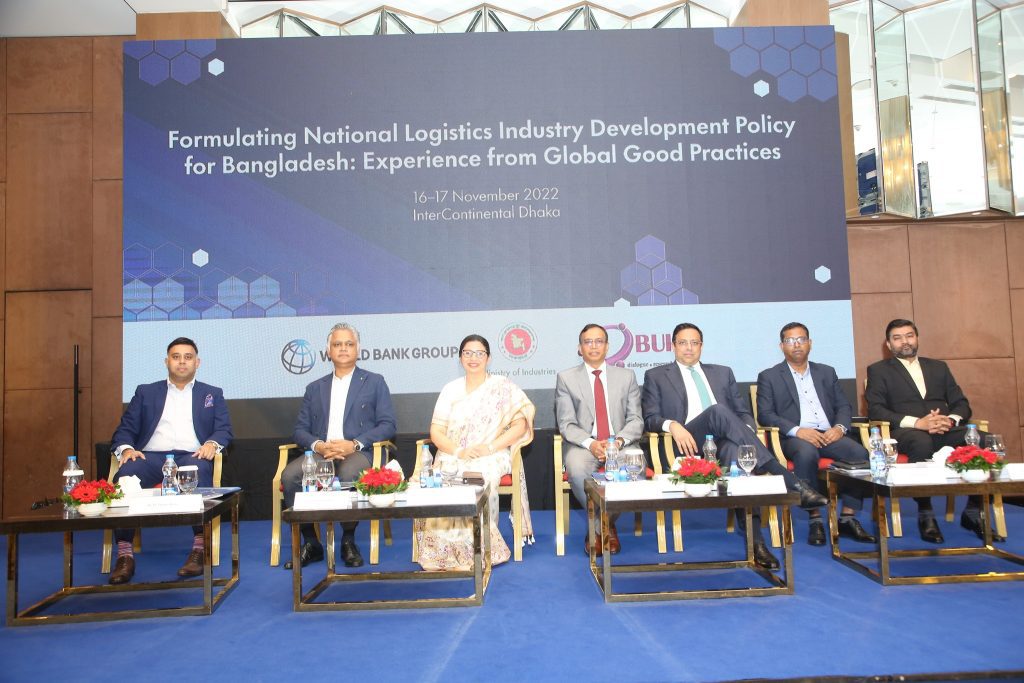 Formulating National Logistics Industry Development Policy
for Bangladesh: Experience from Global Good Practices
16–17 November 2022
InterContinental Dhaka
BANK GROUP
Ministry of Industries